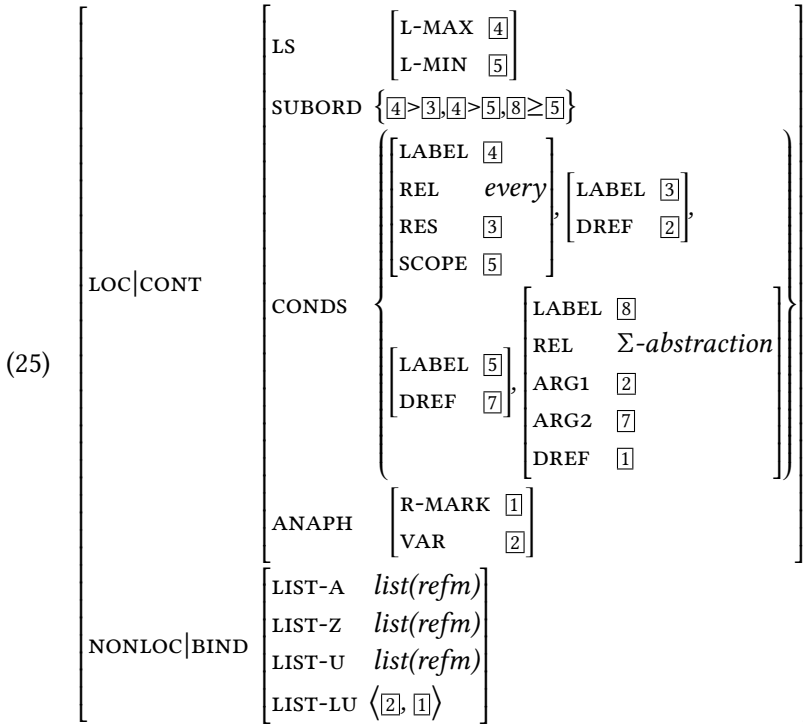 LS
L-MAX 4
L-MIN 5
SUBORD {4>3,4>5,8≥5}
LABEL 4
REL every
RES 3
SCOPE 5
,
LABEL 3
DREF 2
,
LOC|CONT
CONDS
(25)
LABEL 5
DREF 7
,
LABEL 8
REL Σ-abstraction
ARG1 2
ARG2 7
DREF 1
ANAPH
R-MARK 1
VAR 2
NONLOC|BIND
LIST-A list(refm)
LIST-Z list(refm)
LIST-U list(refm)
LIST-LU ⟨2, 1⟩